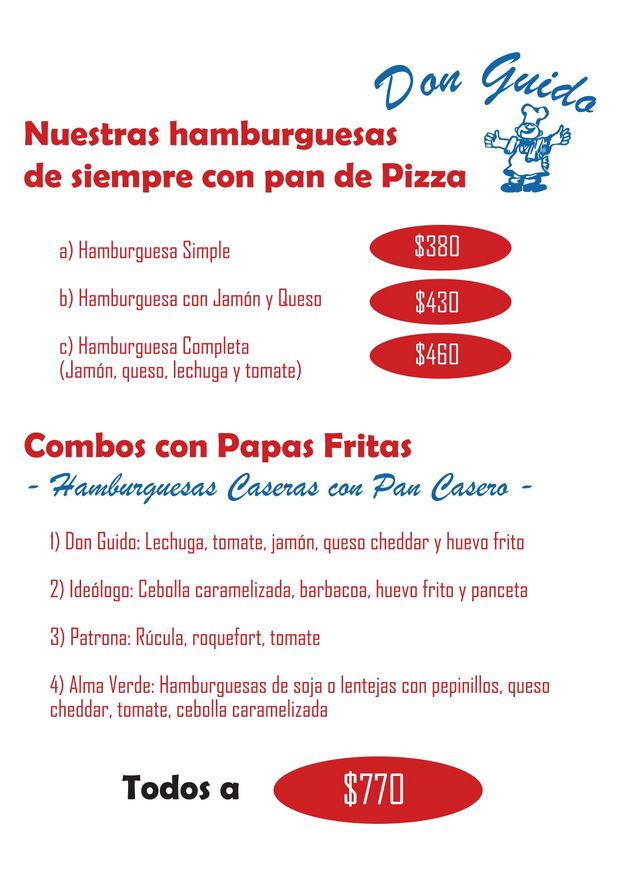 Don Guido
Nuestras hamburguesas
de siempre con pan de Pizza
a) Hamburguesa Simple $380
b) Hamburguesa con Jamón y Queso $430
c) Hamburguesa Completa $460
(Jamón, queso, lechuga y tomate)
Combos con Papas Fritas
- Hamburguesas Caseras con Pan Casero -
1) Don Guido: Lechuga, tomate, jamón, queso cheddar y huevo frito
2) Ideólogo: Cebolla caramelizada, barbacoa, huevo frito y panceta
3) Patrona: Rúcula, roquefort, tomate
4) Alma Verde: Hamburguesas de soja o lentejas con pepinillos, queso
cheddar, tomate, cebolla caramelizada
Todos a $770